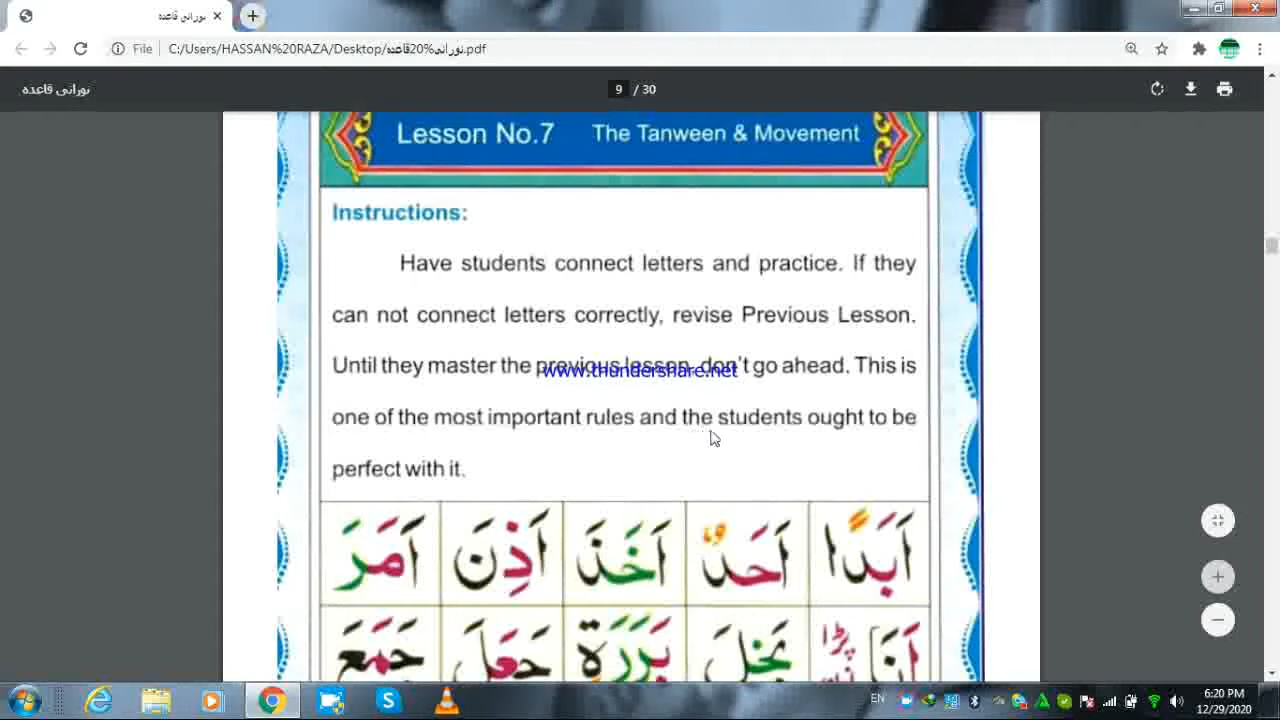 نورانی قاعدہ
File C:/Users/HASSAN%20RAZA/Desktop/نورانی%20قاعدہ.pdf
نورانی قاعدہ
9 / 30
Lesson No.7 The Tanween & Movement
Instructions:
Have students connect letters and practice. If they
can not connect letters correctly, revise Previous Lesson.
Until they master the previous lesson, don't go ahead. This is
www.thundershare.net
one of the most important rules and the students ought to be
perfect with it.
اَبَدًا اَحَدٌ اَخَذَ اَذِنَ اَمَرَ
اَنَا بَخِلَ بَرَرَةٍ جَعَلَ جَمَعَ
EN
6:20 PM
12/29/2020